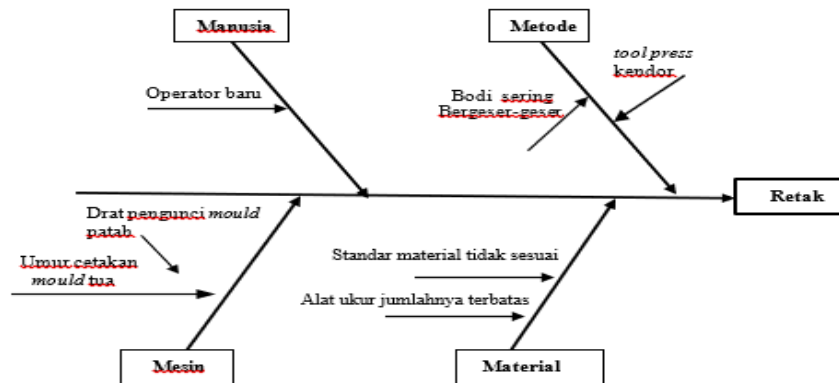 Manusia
Metode
tool press
kendor
Operator baru
Bodi sering
Bergeser-geser
Retak
Drat pengunci mould
patah
Umur cetakan
mould tua
Standar material tidak sesuai
Alat ukur jumlahnya terbatas
Mesin
Material